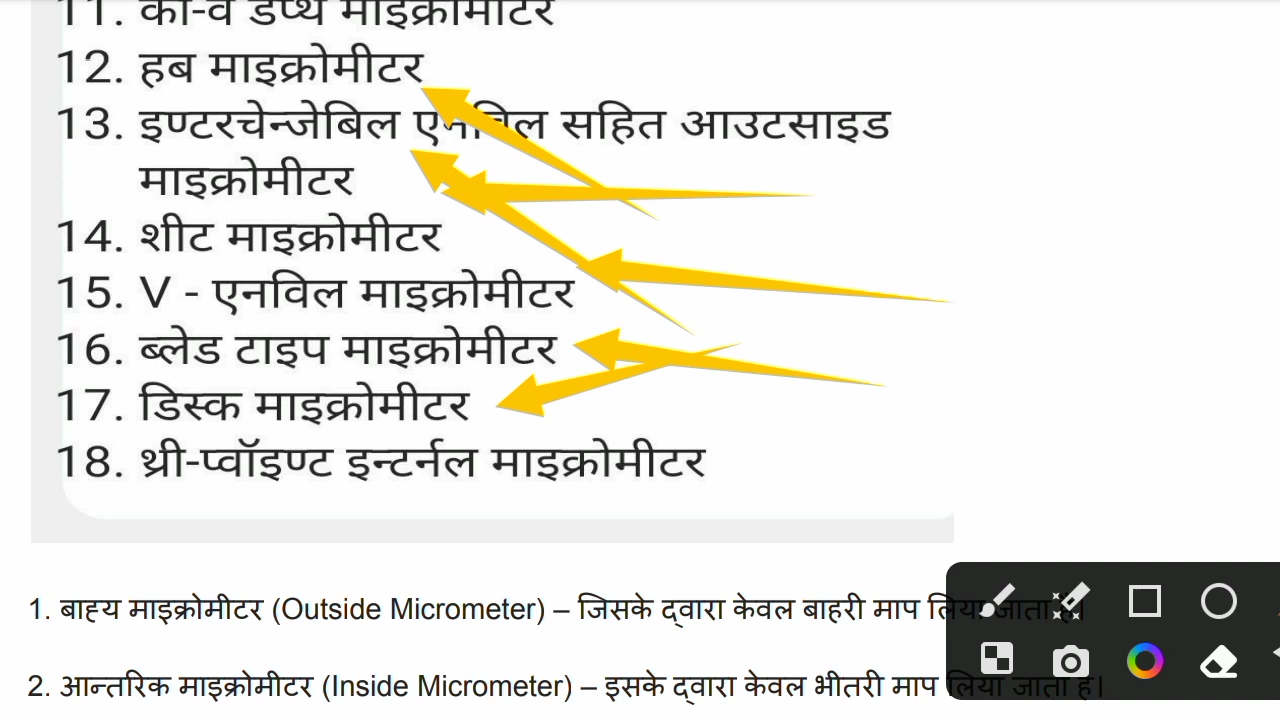 11. की-वे डेप्थ माइक्रोमीटर
12. हब माइक्रोमीटर
13. इण्टरचेन्जेबिल एनविल सहित आउटसाइड
माइक्रोमीटर
14. शीट माइक्रोमीटर
15. V - एनविल माइक्रोमीटर
16. ब्लेड टाइप माइक्रोमीटर
17. डिस्क माइक्रोमीटर
18. थ्री-प्वॉइण्ट इन्टर्नल माइक्रोमीटर
1. बाह्य माइक्रोमीटर (Outside Micrometer) – जिसके द्वारा केवल बाहरी माप लिया जाता है।
2. आन्तरिक माइक्रोमीटर (Inside Micrometer) – इसके द्वारा केवल भीतरी माप लिया जाता है।